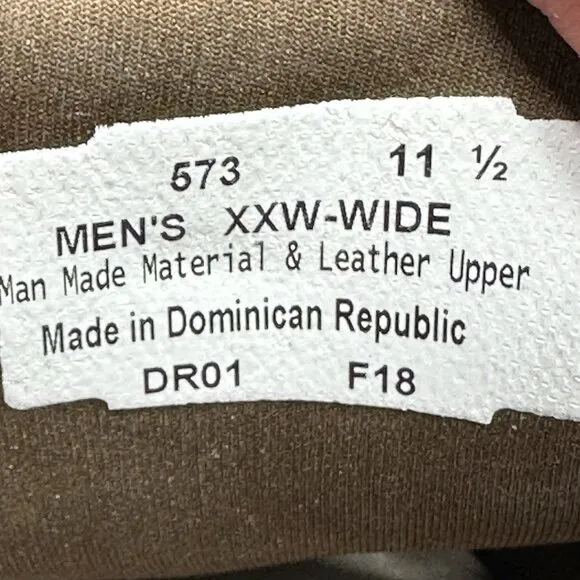 573 11 ½
MEN'S XXW-WIDE
Man Made Material & Leather Upper
Made in Dominican Republic
DR01 F18